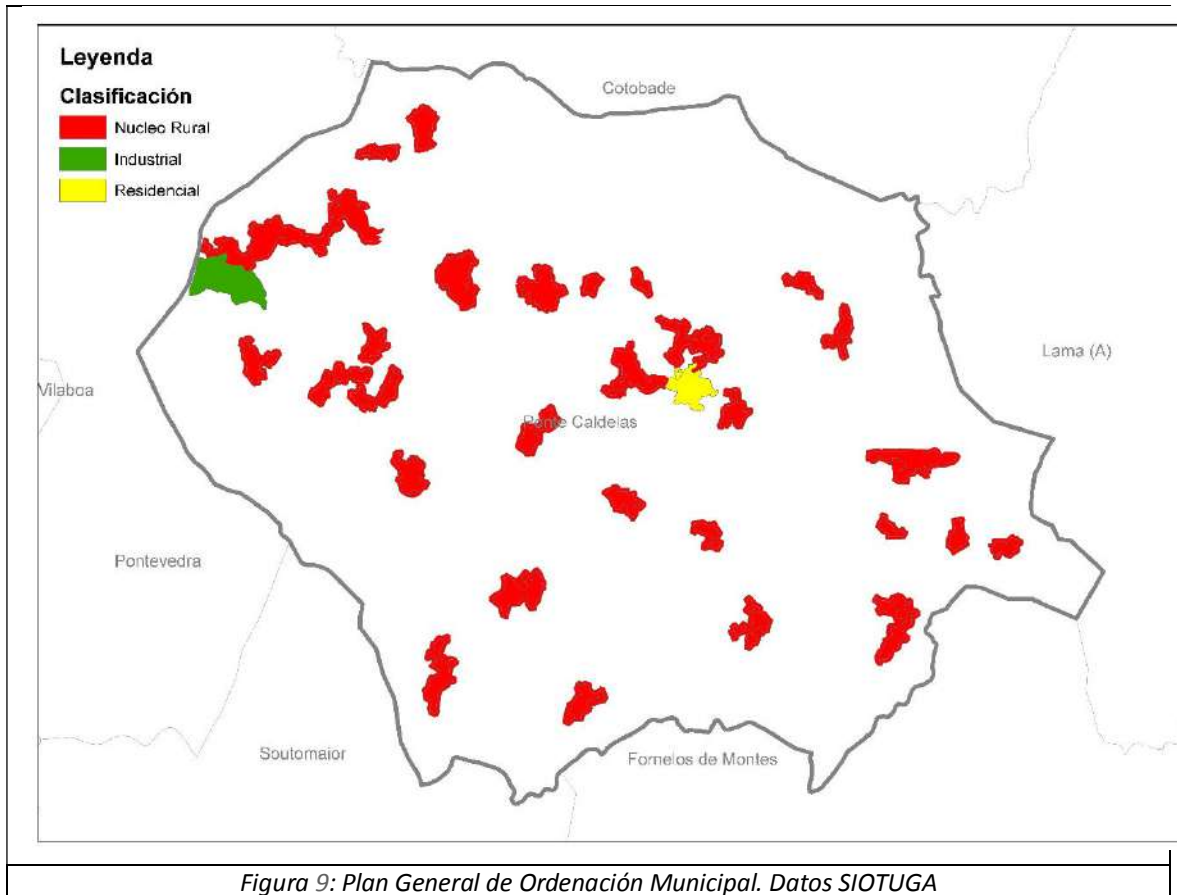 Leyenda
Clasificación
Nucleo Rural
Industrial
Residencial
Cotobade
Lama (A)
Vilaboa
Ponte Caldelas
Pontevedra
Soutomaior
Fornelos de Montes
Figura 9: Plan General de Ordenación Municipal. Datos SIOTUGA